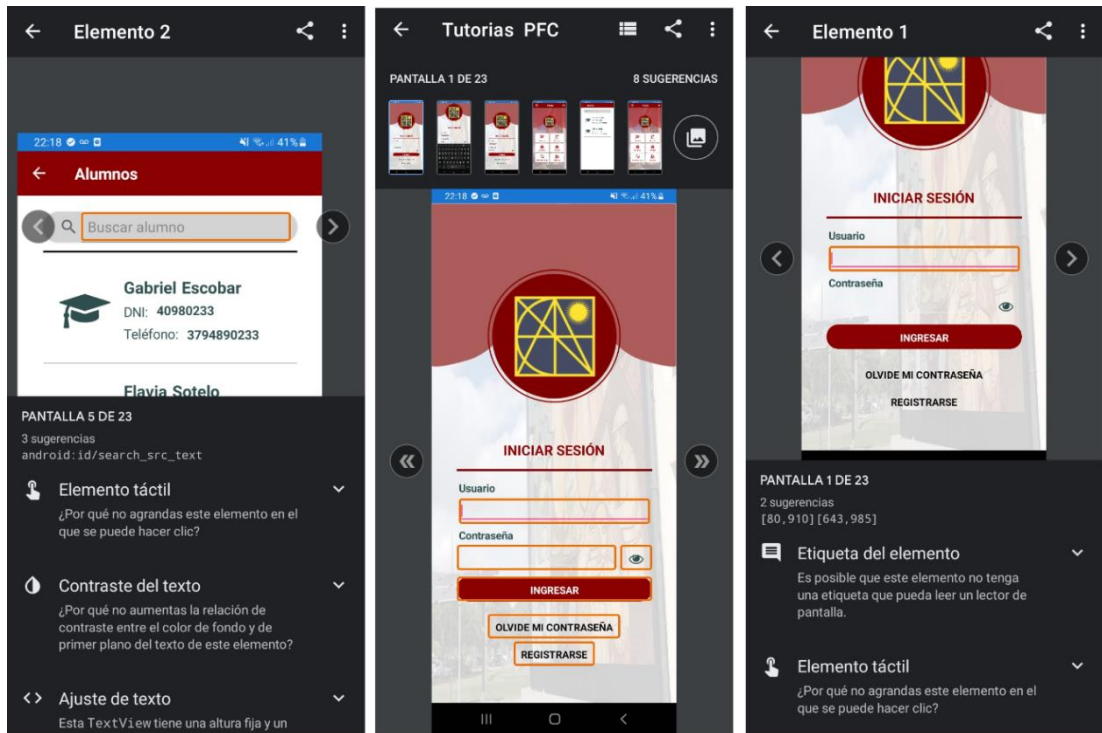 Elemento 2
22:18
41%
Alumnos
Buscar alumno
Gabriel Escobar
DNI: 40980233
Teléfono: 3794890233
Flavia Sotelo
PANTALLA 5 DE 23
3 sugerencias
android:id/search_src_text
Elemento táctil
¿Por qué no agrandas este elemento en el
que se puede hacer clic?
Contraste del texto
¿Por qué no aumentas la relación de
contraste entre el color de fondo y de
primer plano del texto de este elemento?
Ajuste de texto
Esta TextView tiene una altura fija y un
Tutorias PFC
PANTALLA 1 DE 23
8 SUGERENCIAS
22:18
41%
INICIAR SESIÓN
Usuario
Contraseña
INGRESAR
OLVIDE MI CONTRASEÑA
REGISTRARSE
Elemento 1
INICIAR SESIÓN
Usuario
Contraseña
INGRESAR
OLVIDE MI CONTRASEÑA
REGISTRARSE
PANTALLA 1 DE 23
2 sugerencias
[80,910][643,985]
Etiqueta del elemento
Es posible que este elemento no tenga
una etiqueta que pueda leer un lector de
pantalla.
Elemento táctil
¿Por qué no agrandas este elemento en el
que se puede hacer clic?